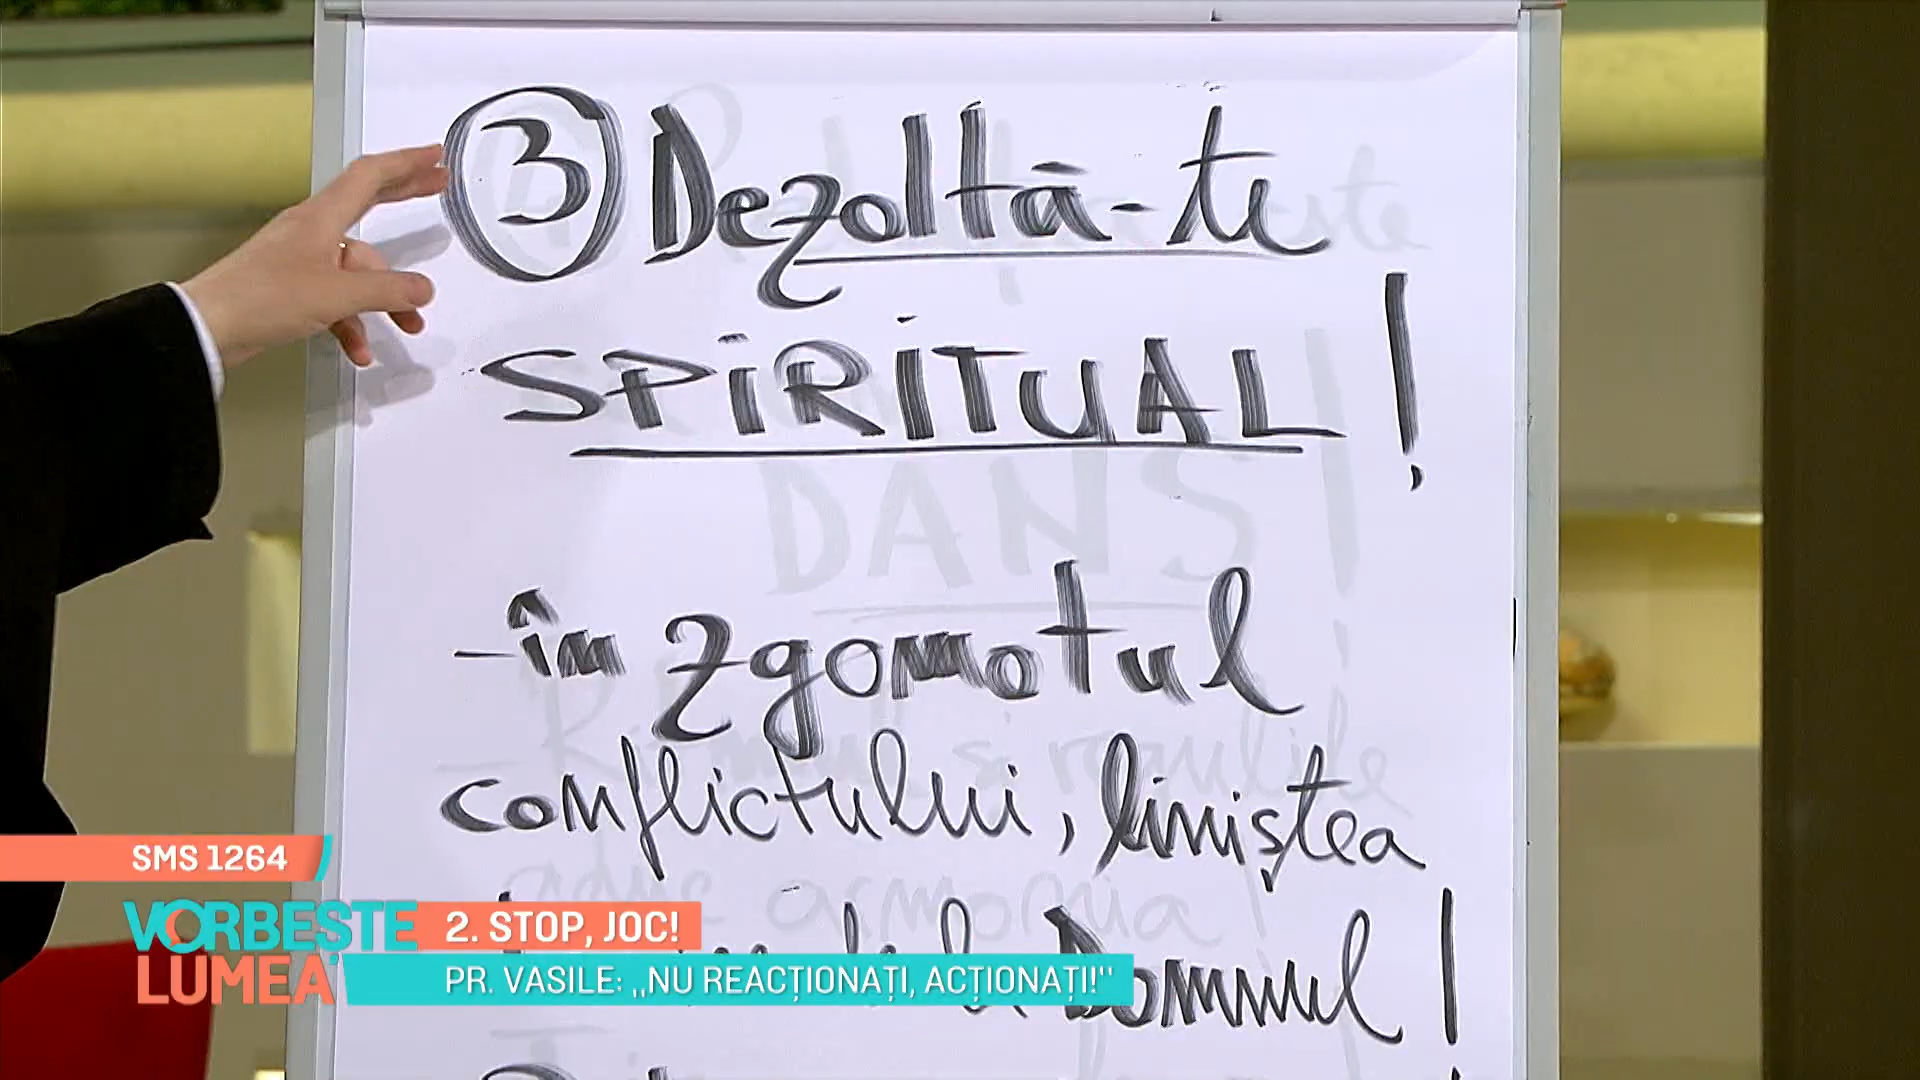 3 Dezoltă-te
SPIRITUAL !
- în zgomotul
conflictului, liniștea
Domnul !
SMS 1264
VORBEȘTE
LUMEA
2. STOP, JOC!
PR. VASILE: „NU REACȚIONAȚI, ACȚIONAȚI!''